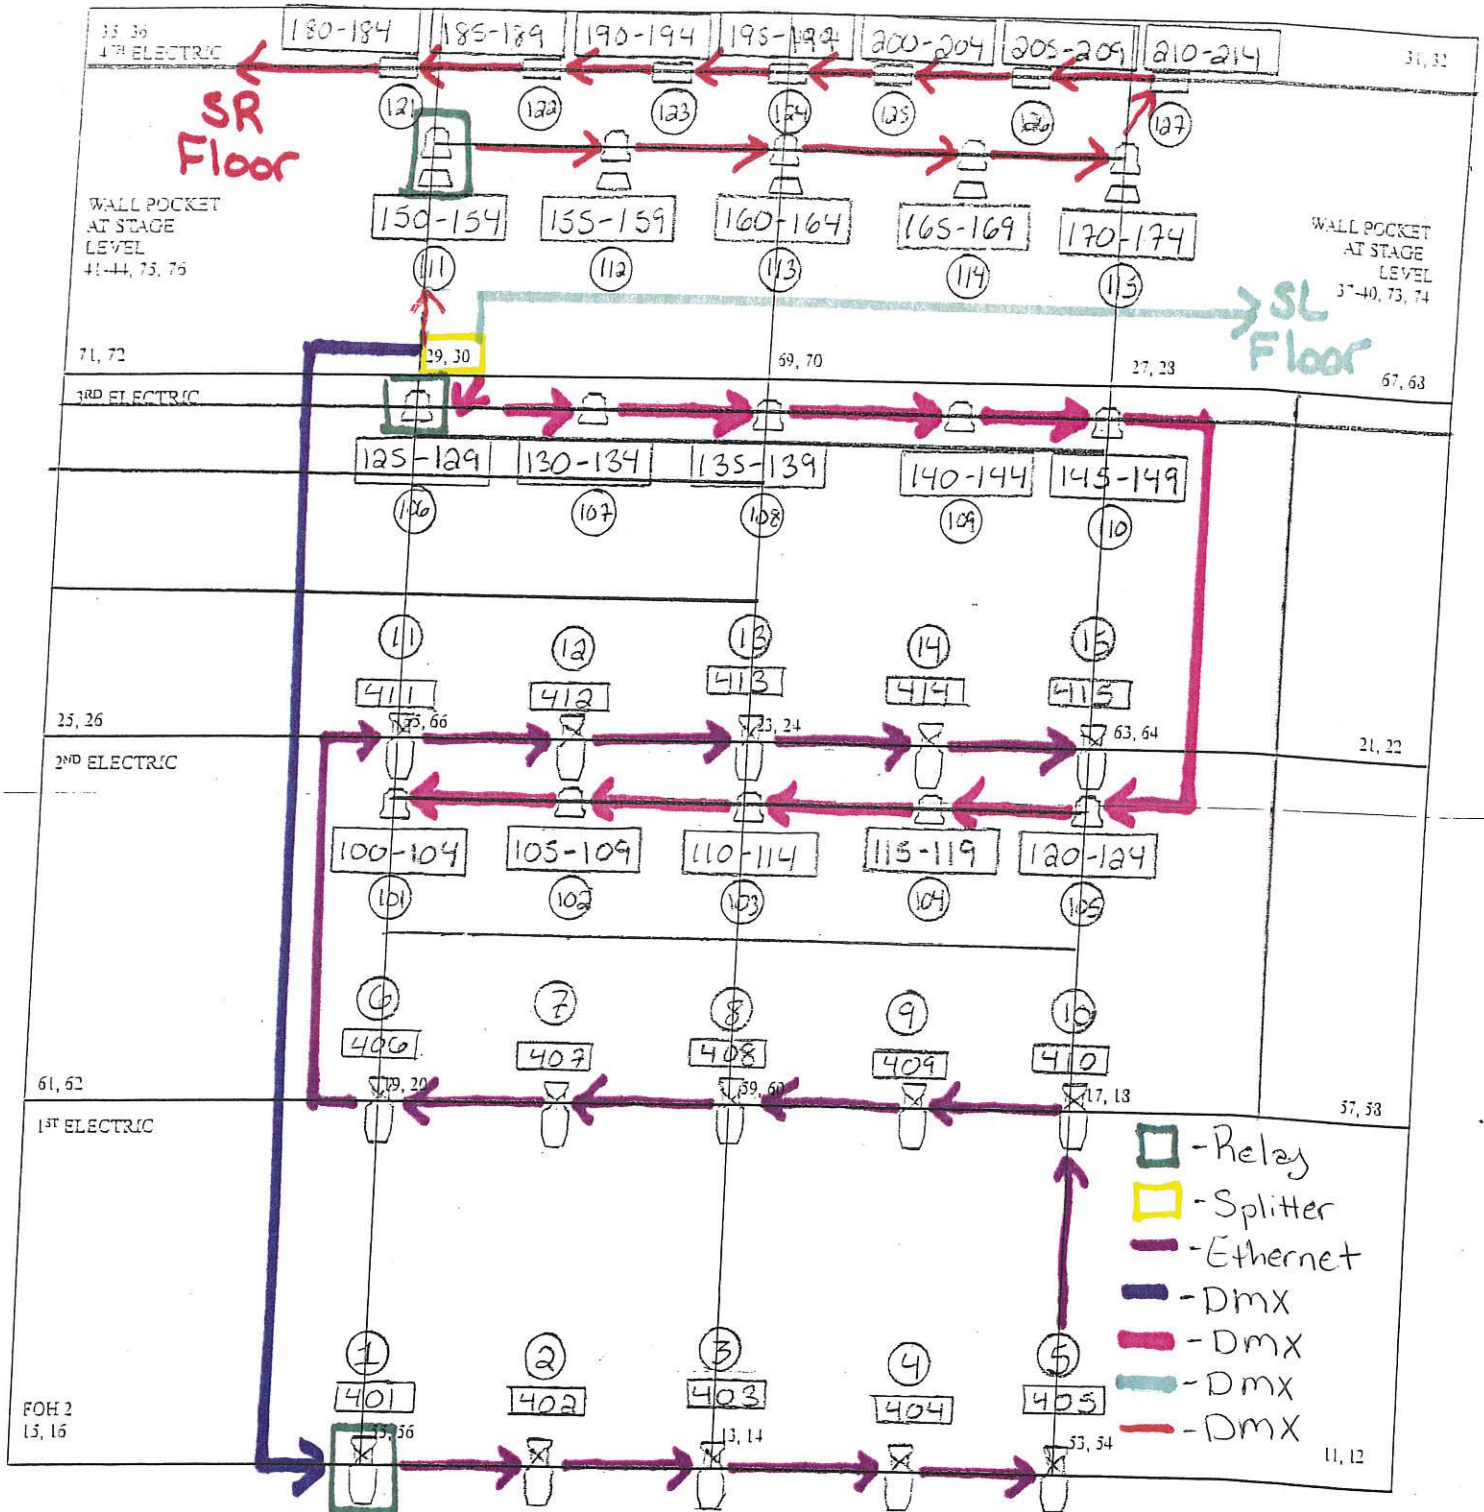 33, 36
4TH ELECTRIC
180-184 185-189 190-194 195-199 200-204 205-209 210-214
31, 32
121 122 123 124 125 126 127
SR
Floor
WALL POCKET
AT STAGE
LEVEL
41-44, 75, 76
150-154 155-159 160-164 165-169 170-174
111 112 113 114 115
WALL POCKET
AT STAGE
LEVEL
37-40, 73, 74
SL
Floor
71, 72
29, 30
69, 70
27, 28
67, 68
3RD ELECTRIC
125-129 130-134 135-139 140-144 145-149
106 107 108 109 110
11 12 13 14 15
411 412 413 414 415
25, 26
65, 66
23, 24
63, 64
21, 22
2ND ELECTRIC
100-104 105-109 110-114 115-119 120-124
101 102 103 104 105
6 7 8 9 10
406 407 408 409 410
61, 62
19, 20
59, 60
17, 18
57, 58
1ST ELECTRIC
-Relay
-Splitter
-Ethernet
-DMX
-DMX
-DMX
-DMX
1 2 3 4 5
401 402 403 404 405
FOH 2
15, 16
55, 56
13, 14
53, 54
11, 12